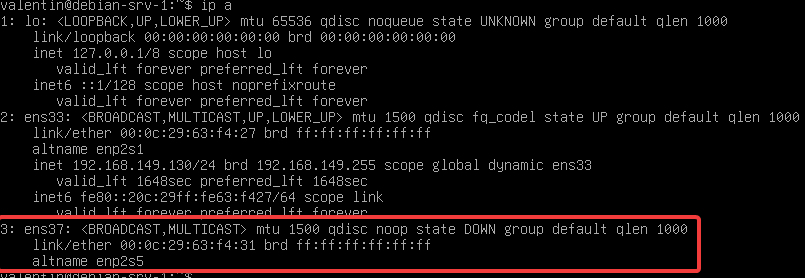 valentin@debian-srv-1:~$ ip a
1: lo: <LOOPBACK,UP,LOWER_UP> mtu 65536 qdisc noqueue state UNKNOWN group default qlen 1000
link/loopback 00:00:00:00:00:00 brd 00:00:00:00:00:00
inet 127.0.0.1/8 scope host lo
valid_lft forever preferred_lft forever
inet6 ::1/128 scope host noprefixroute
valid_lft forever preferred_lft forever
2: ens33: <BROADCAST,MULTICAST,UP,LOWER_UP> mtu 1500 qdisc fq_codel state UP group default qlen 1000
link/ether 00:0c:29:63:f4:27 brd ff:ff:ff:ff:ff:ff
altname enp2s1
inet 192.168.149.130/24 brd 192.168.149.255 scope global dynamic ens33
valid_lft 1648sec preferred_lft 1648sec
inet6 fe80::20c:29ff:fe63:f427/64 scope link
valid_lft forever preferred_lft forever
3: ens37: <BROADCAST,MULTICAST> mtu 1500 qdisc noop state DOWN group default qlen 1000
link/ether 00:0c:29:63:f4:31 brd ff:ff:ff:ff:ff:ff
altname enp2s5
valentin@debian-srv-1:~$